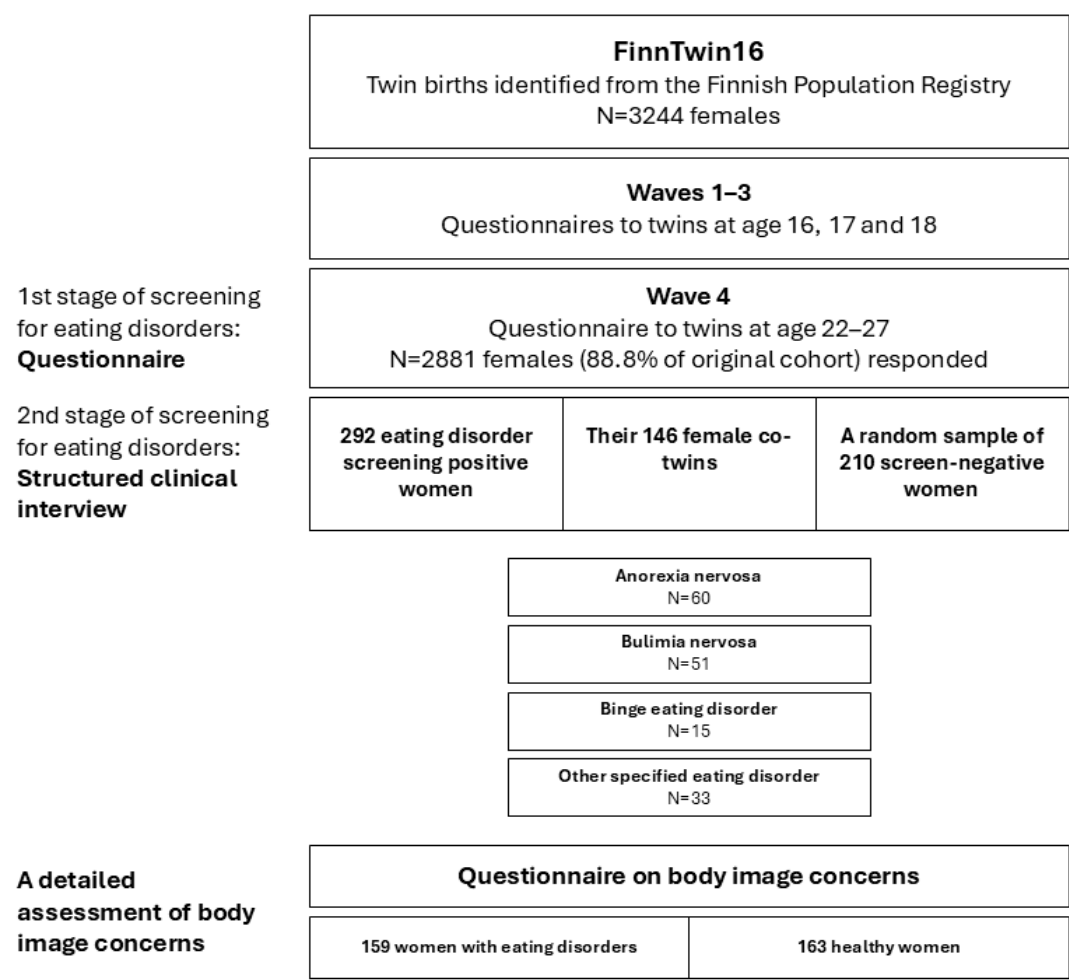 FinnTwin16
Twin births identified from the Finnish Population Registry
N=3244 females
Waves 1–3
Questionnaires to twins at age 16, 17 and 18
1st stage of screening
for eating disorders:
Questionnaire
Wave 4
Questionnaire to twins at age 22–27
N=2881 females (88.8% of original cohort) responded
2nd stage of screening
for eating disorders:
Structured clinical
interview
292 eating disorder
screening positive
women
Their 146 female co-
twins
A random sample of
210 screen-negative
women
Anorexia nervosa
N=60
Bulimia nervosa
N=51
Binge eating disorder
N=15
Other specified eating disorder
N=33
A detailed
assessment of body
image concerns
Questionnaire on body image concerns
159 women with eating disorders
163 healthy women